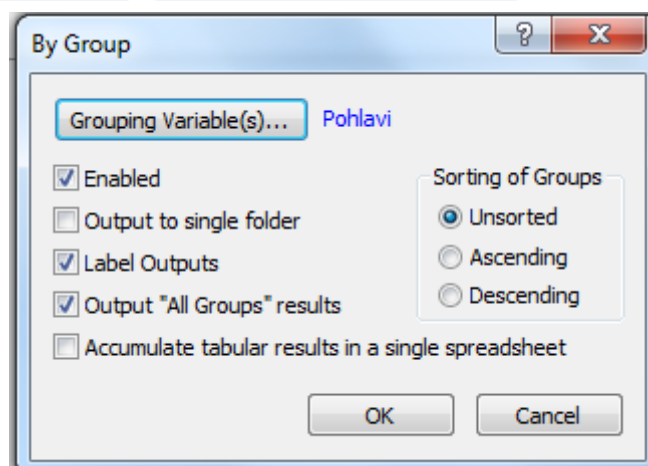 By Group
Grouping Variable(s)... Pohlavi
Enabled
Output to single folder
Label Outputs
Output "All Groups" results
Accumulate tabular results in a single spreadsheet
Sorting of Groups
Unsorted
Ascending
Descending
OK Cancel